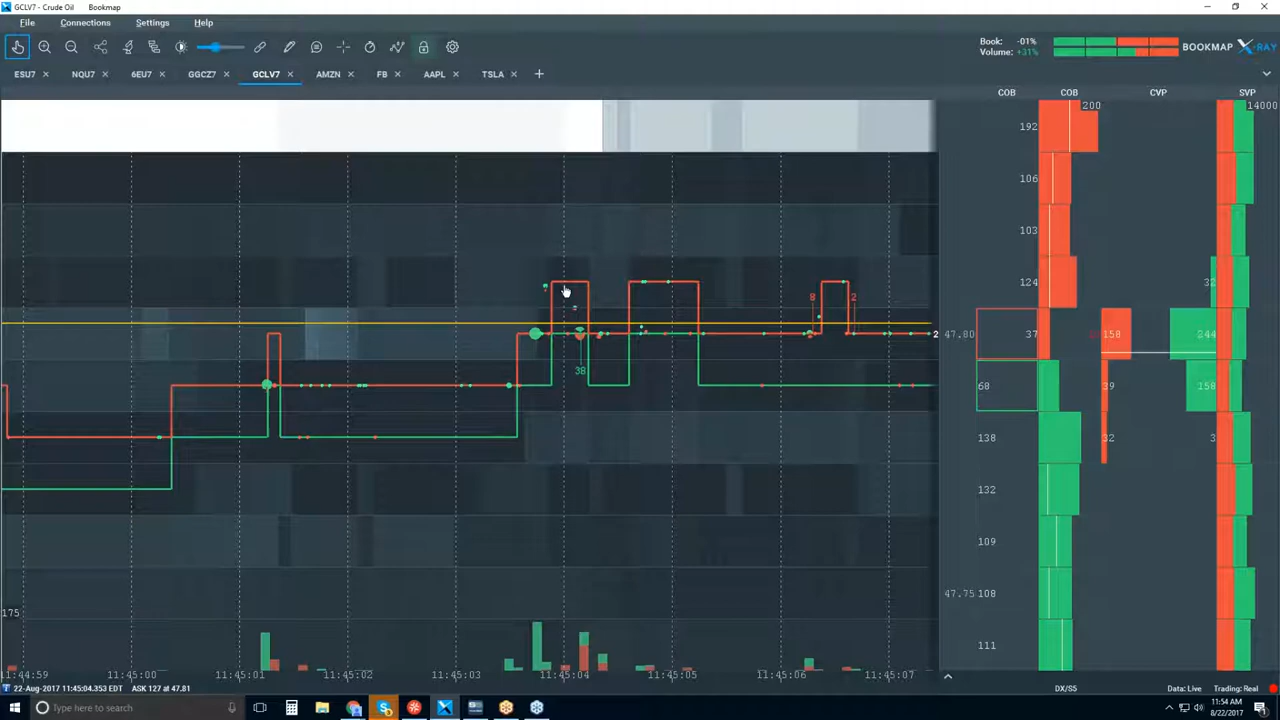 GCLV7 - Crude Oil Bookmap
File Connections Settings Help
Book: -01%
Volume: +31%
BOOKMAP X-RAY
ESU7 NQU7 6EU7 GGCZ7 GCLV7 AMZN FB AAPL TSLA
COB COB CVP SVP
200 14000
192
106
103
124 32
8 2
2 47.80 37 158 244
38
68 39 158
138 32 3
132
109
47.75 108
175
111
11:44:59 11:45:00 11:45:01 11:45:02 11:45:03 11:45:04 11:45:05 11:45:06 11:45:07
22-Aug-2017 11:45:04.353 EDT ASK 127 at 47.81 DX/S5 Data: Live Trading: Real
Type here to search
11:54 AM
8/22/2017